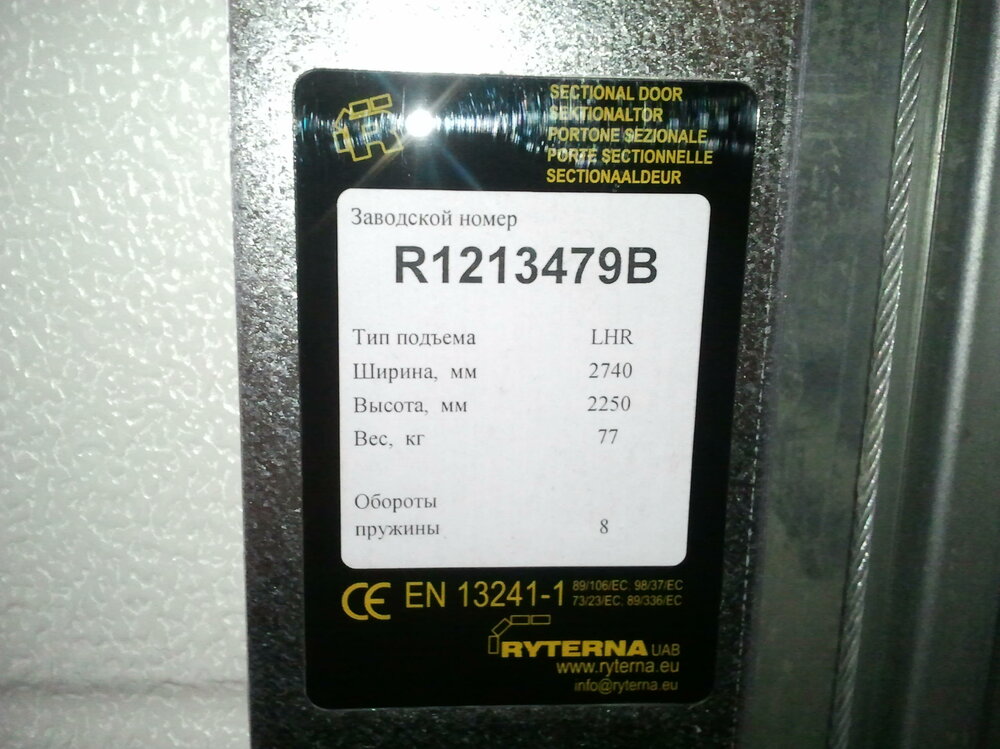 SECTIONAL DOOR
SEKTIONALTOR
PORTONE SEZIONALE
PORTE SECTIONNELLE
SECTIONAALDEUR
Заводской номер
R1213479B
Тип подъема LHR
Ширина, мм 2740
Высота, мм 2250
Вес, кг 77
Обороты
пружины 8
CE EN 13241-1 89/106/EC, 98/37/EC
73/23/EC, 89/336/EC
RYTERNA UAB
www.ryterna.eu
info@ryterna.eu